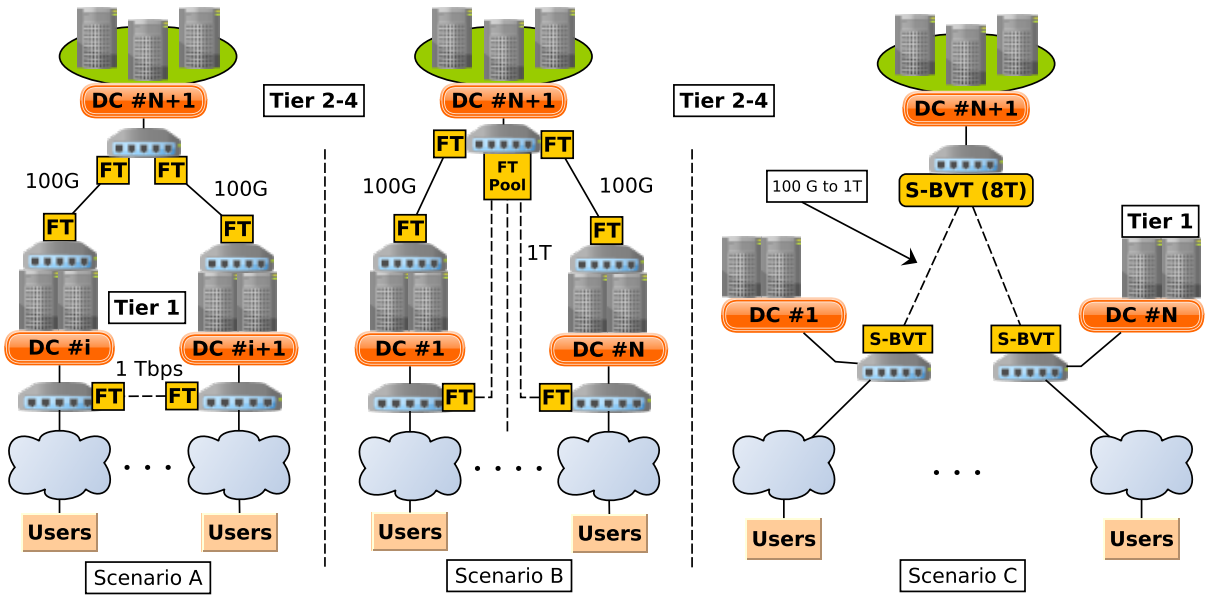 DC #N+1
Tier 2-4
FT
FT
100G
100G
FT
FT
Tier 1
DC #i
DC #i+1
1 Tbps
FT
FT
. . .
Users
Users
Scenario A
DC #N+1
Tier 2-4
FT
FT
FT
Pool
100G
100G
FT
FT
1T
DC #1
DC #N
FT
FT
. . . .
Users
Users
Scenario B
DC #N+1
S-BVT (8T)
100 G to 1T
Tier 1
DC #1
DC #N
S-BVT
S-BVT
. . .
Users
Users
Scenario C